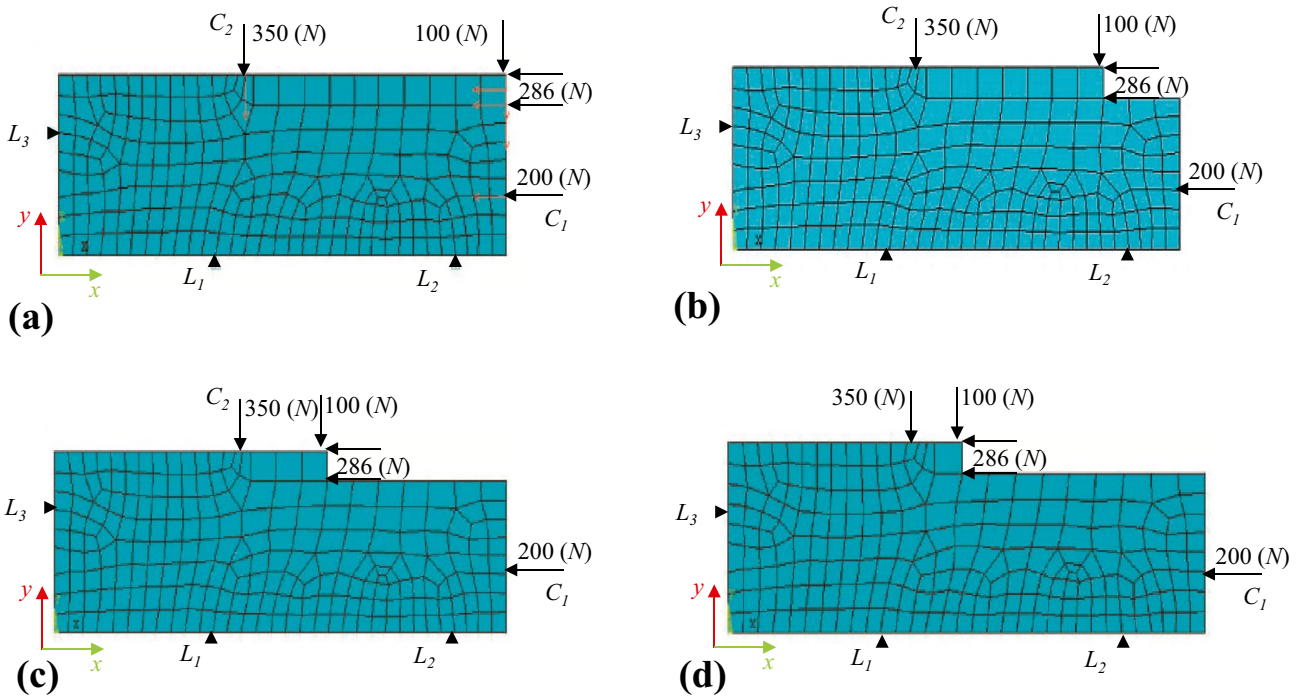 C2
350 (N)
100 (N)
286 (N)
L3
200 (N)
C1
y
x
L1
L2
(a)
C2
350 (N)
100 (N)
286 (N)
L3
200 (N)
C1
y
X
x
L1
L2
(b)
C2
350 (N)
100 (N)
286 (N)
L3
200 (N)
C1
y
X
x
L1
L2
(c)
350 (N)
100 (N)
286 (N)
L3
200 (N)
C1
y
x
L1
L2
(d)